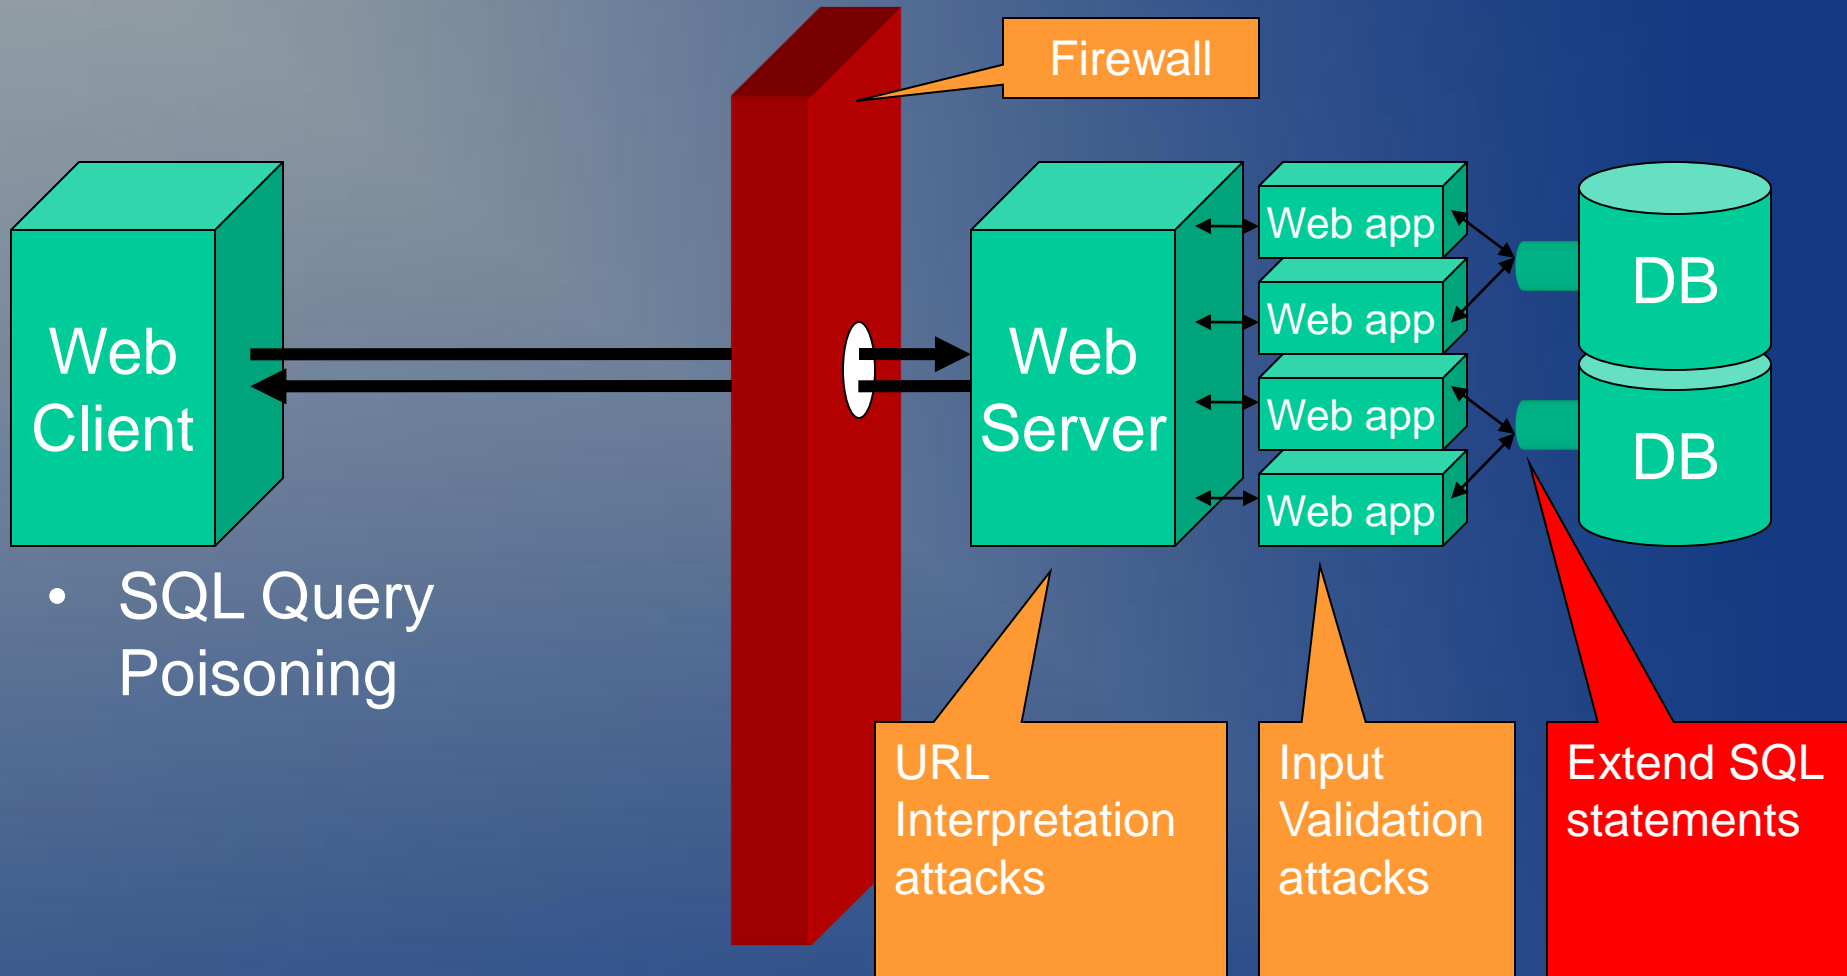 Firewall
Web
Client
Web
Server
Web app
Web app
Web app
Web app
DB
DB
• SQL Query
Poisoning
URL
Interpretation
attacks
Input
Validation
attacks
Extend SQL
statements